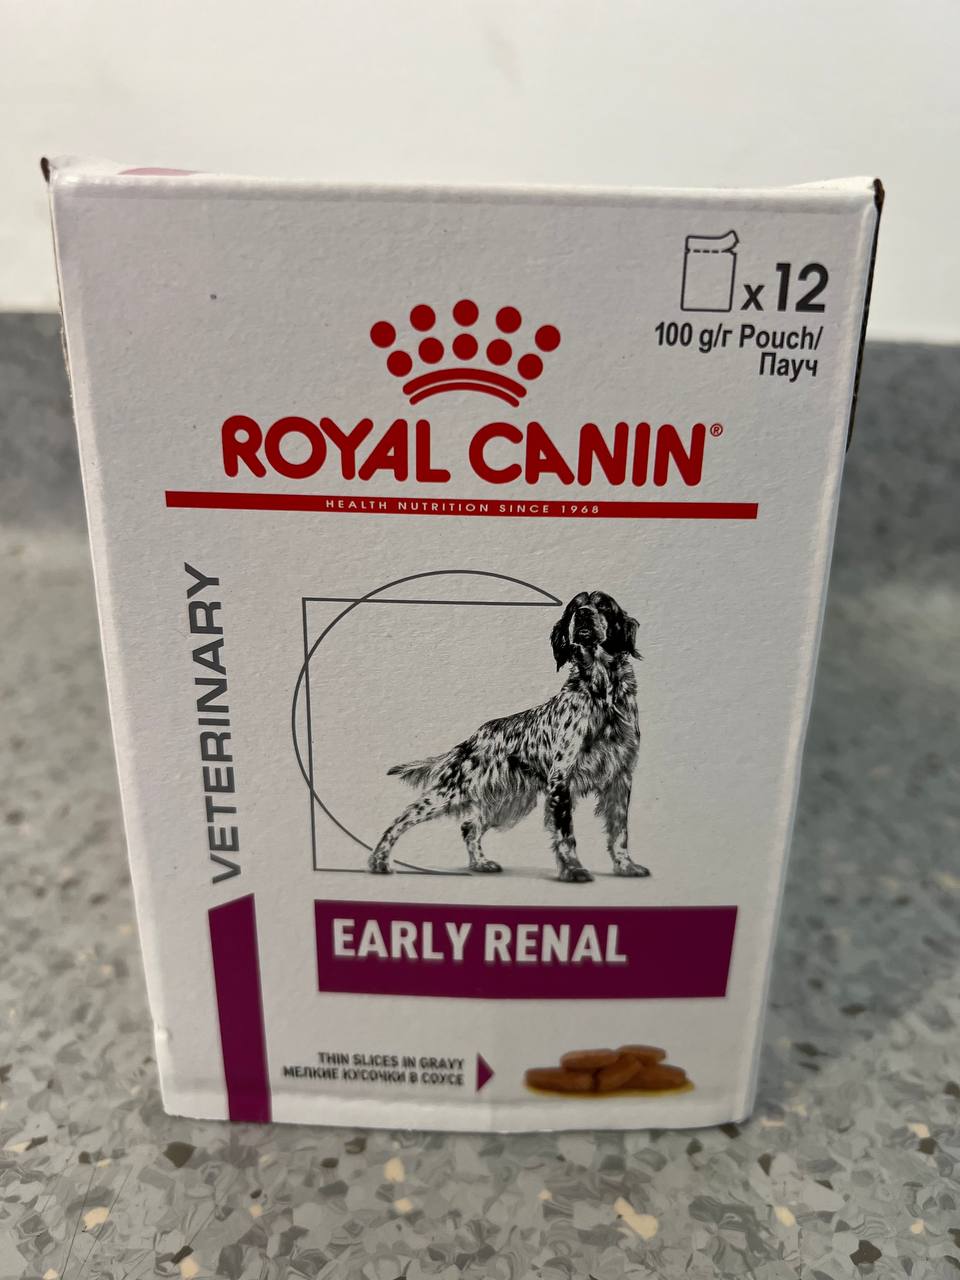 x 12
100 g/г Pouch/
Пауч
ROYAL CANIN®
HEALTH NUTRITION SINCE 1968
VETERINARY
EARLY RENAL
THIN SLICES IN GRAVY
МЕЛКИЕ КУСОЧКИ В СОУСЕ